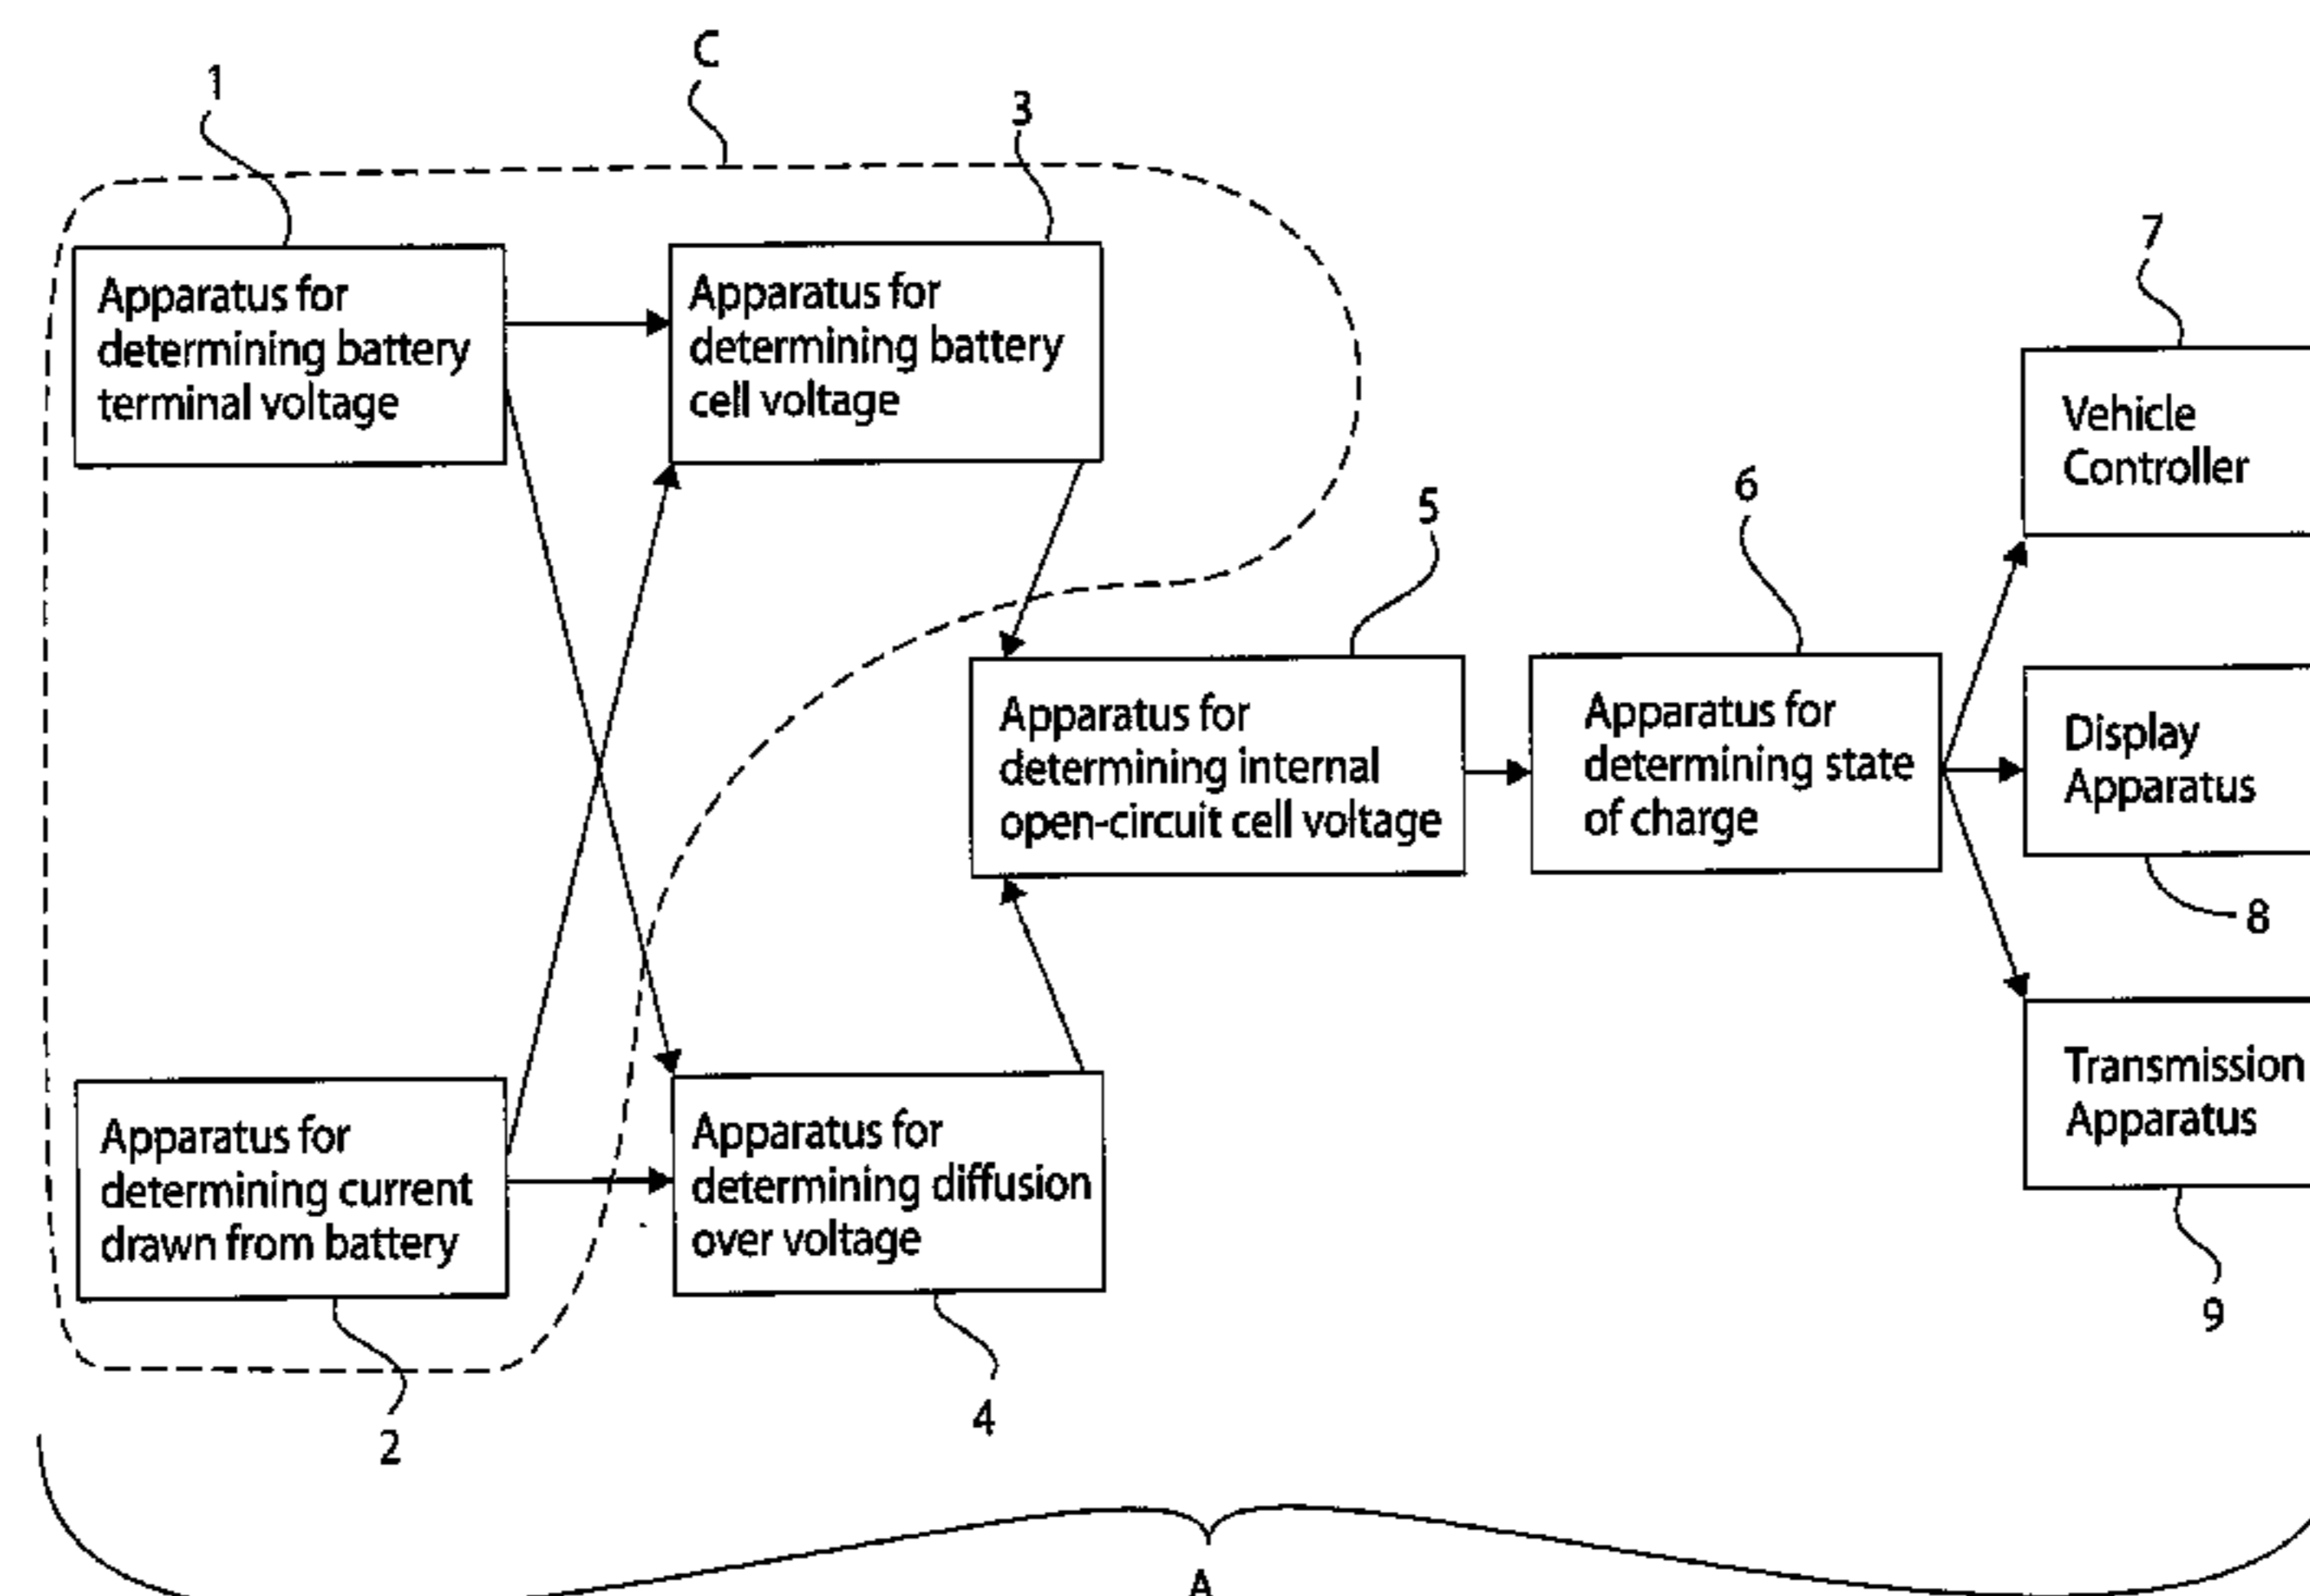 C
1
3
Apparatus for
determining battery
terminal voltage
Apparatus for
determining battery
cell voltage
7
Vehicle
Controller
5
6
Apparatus for
determining internal
open-circuit cell voltage
Apparatus for
determining state
of charge
Display
Apparatus
8
Apparatus for
determining current
drawn from battery
Apparatus for
determining diffusion
over voltage
Transmission
Apparatus
2
4
9
A